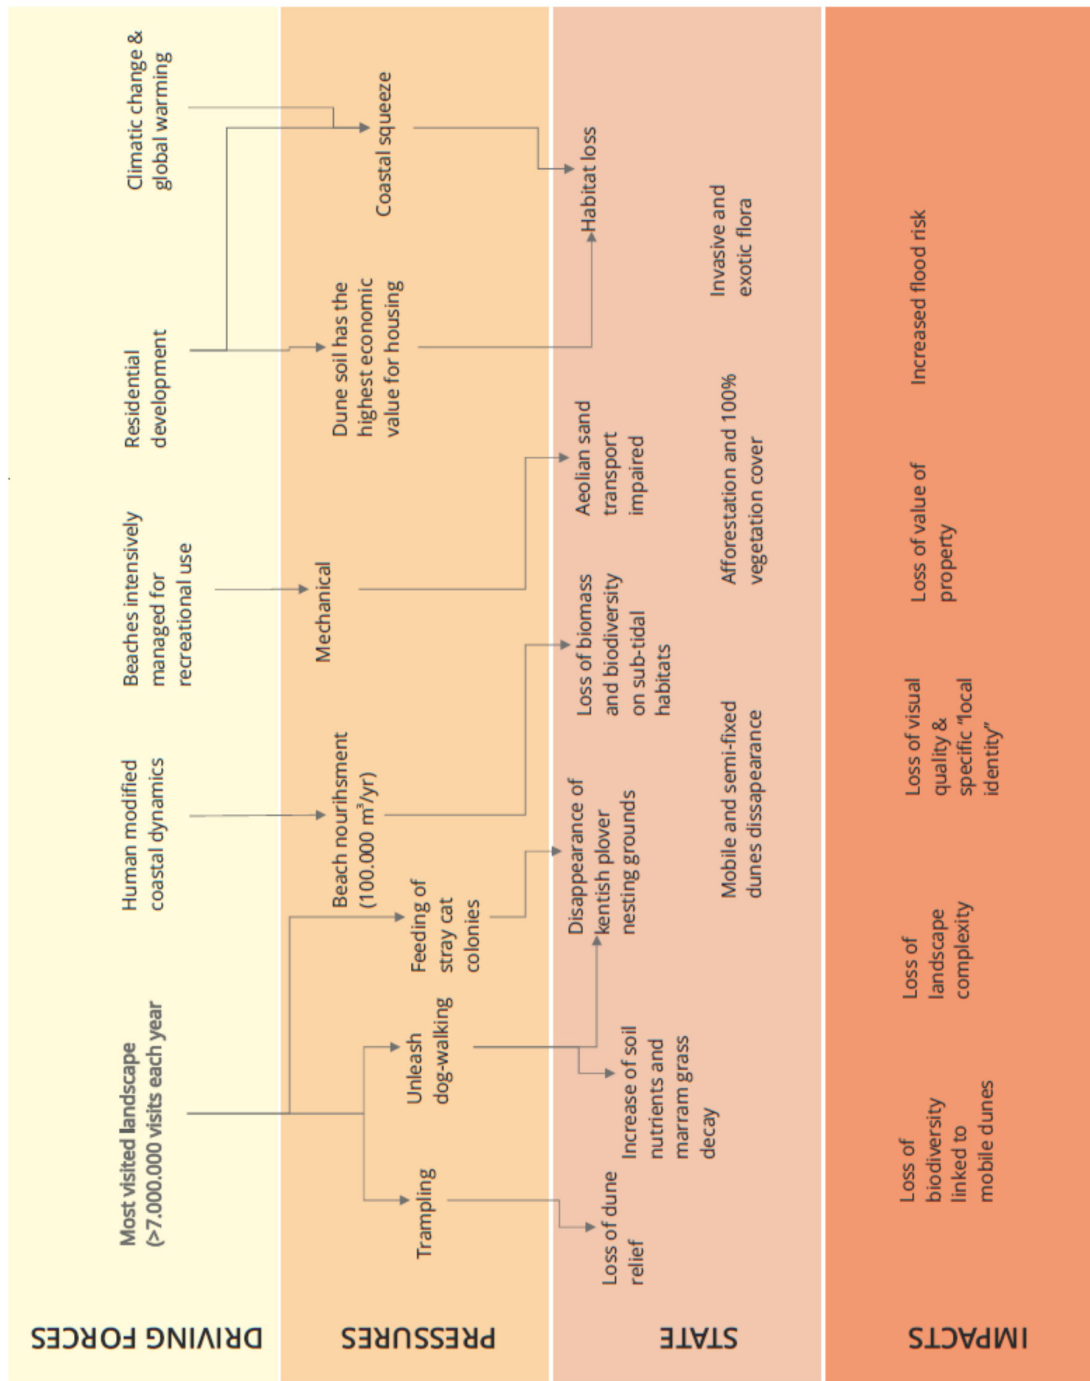 DRIVING FORCES
Most visited landscape
(>7.000.000 visits each year
Human modified
coastal dynamics
Beaches intensively
managed for
recreational use
Residential
development
Climatic change &
global warming
PRESSURES
Trampling
Unleash
dog-walking
Feeding of
stray cat
colonies
Beach nourihsment
(100.000 m³/yr)
Mechanical
Dune soil has the
highest economic
value for housing
Coastal squeeze
STATE
Loss of dune
relief
Increase of soil
nutrients and
marram grass
decay
Disappearance of
kentish plover
nesting grounds
Loss of biomass
and biodiversity
on sub-tidal
habitats
Aeolian sand
transport
impaired
Habitat loss
Mobile and semi-fixed
dunes dissapearance
Afforestation and 100%
vegetation cover
Invasive and
exotic flora
IMPACTS
Loss of
biodiversity
linked to
mobile dunes
Loss of
landscape
complexity
Loss of visual
quality &
specific “local
identity”
Loss of value of
property
Increased flood risk